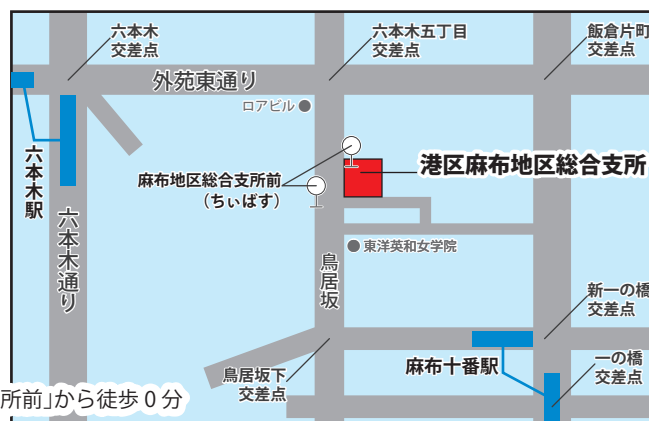 六本木
交差点
六本木五丁目
交差点
飯倉片町
交差点
外苑東通り
ロアビル
六本木駅
麻布地区総合支所前
(ちぃばす)
港区麻布地区総合支所
六本木通り
東洋英和女学院
鳥居坂
新一の橋
交差点
麻布十番駅
鳥居坂下
交差点
一の橋
交差点
所前」から徒歩 0 分